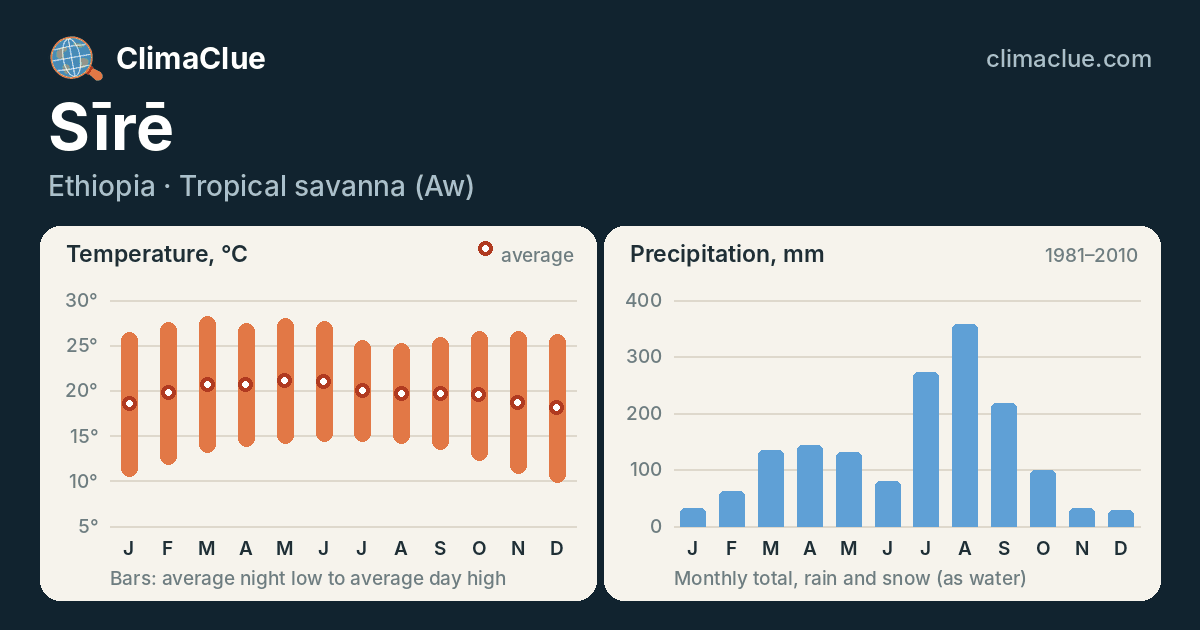 ClimaClue
climaclue.com
Sīrē
Ethiopia · Tropical savanna (Aw)
Temperature, °C
average
30°
25°
20°
15°
10°
5°
J F M A M J J A S O N D
Bars: average night low to average day high
Precipitation, mm
1981–2010
400
300
200
100
0
J F M A M J J A S O N D
Monthly total, rain and snow (as water)